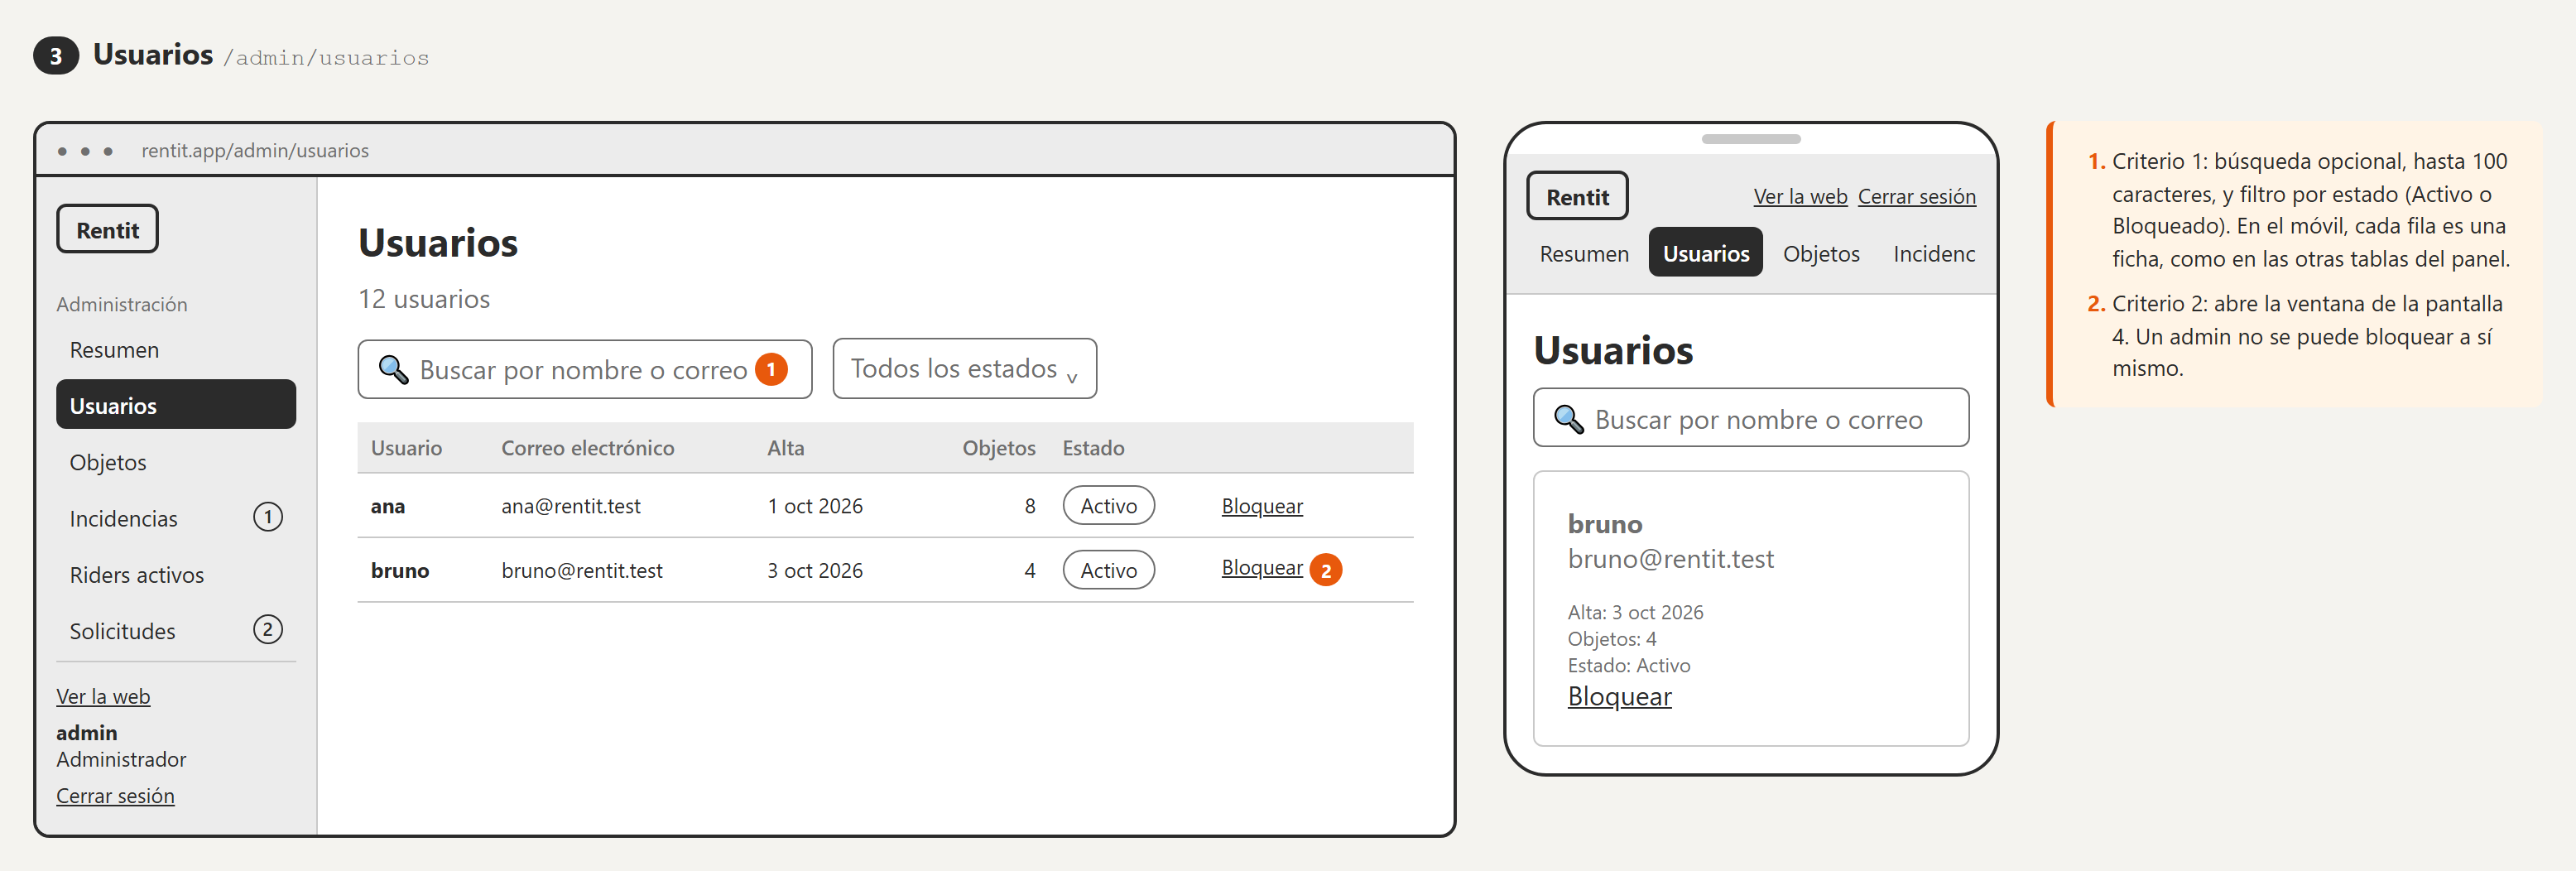 3 Usuarios /admin/usuarios
rentit.app/admin/usuarios
Rentit
Administración
Resumen
Usuarios
Objetos
Incidencias 1
Riders activos
Solicitudes 2
Ver la web
admin
Administrador
Cerrar sesión
Usuarios
12 usuarios
Buscar por nombre o correo 1
Todos los estados
Usuario Correo electrónico Alta Objetos Estado
ana ana@rentit.test 1 oct 2026 8 Activo Bloquear
bruno bruno@rentit.test 3 oct 2026 4 Activo Bloquear 2
Rentit Ver la web Cerrar sesión
Resumen Usuarios Objetos Incidenc
Usuarios
Buscar por nombre o correo
bruno
bruno@rentit.test
Alta: 3 oct 2026
Objetos: 4
Estado: Activo
Bloquear
1. Criterio 1: búsqueda opcional, hasta 100
caracteres, y filtro por estado (Activo o
Bloqueado). En el móvil, cada fila es una
ficha, como en las otras tablas del panel.
2. Criterio 2: abre la ventana de la pantalla
4. Un admin no se puede bloquear a sí
mismo.